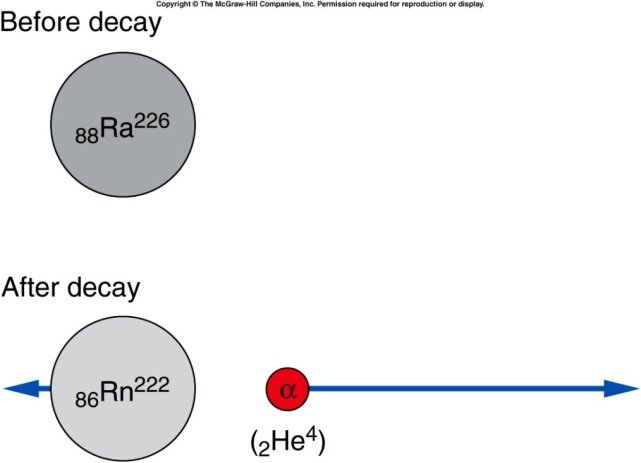 Copyright © The McGraw-Hill Companies, Inc. Permission required for reproduction or display.
Before decay
₈₈Ra²²⁶
After decay
₈₆Rn²²²
α
(₂He⁴)